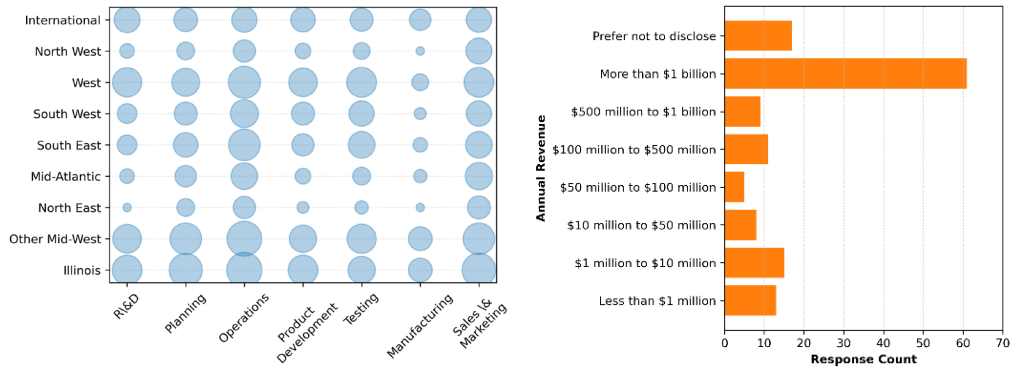 International
North West
West
South West
South East
Mid-Atlantic
North East
Other Mid-West
Illinois
R\&D
Planning
Operations
Product
Development
Testing
Manufacturing
Sales \&
Marketing
Annual Revenue
Prefer not to disclose
More than $1 billion
$500 million to $1 billion
$100 million to $500 million
$50 million to $100 million
$10 million to $50 million
$1 million to $10 million
Less than $1 million
0 10 20 30 40 50 60 70
Response Count